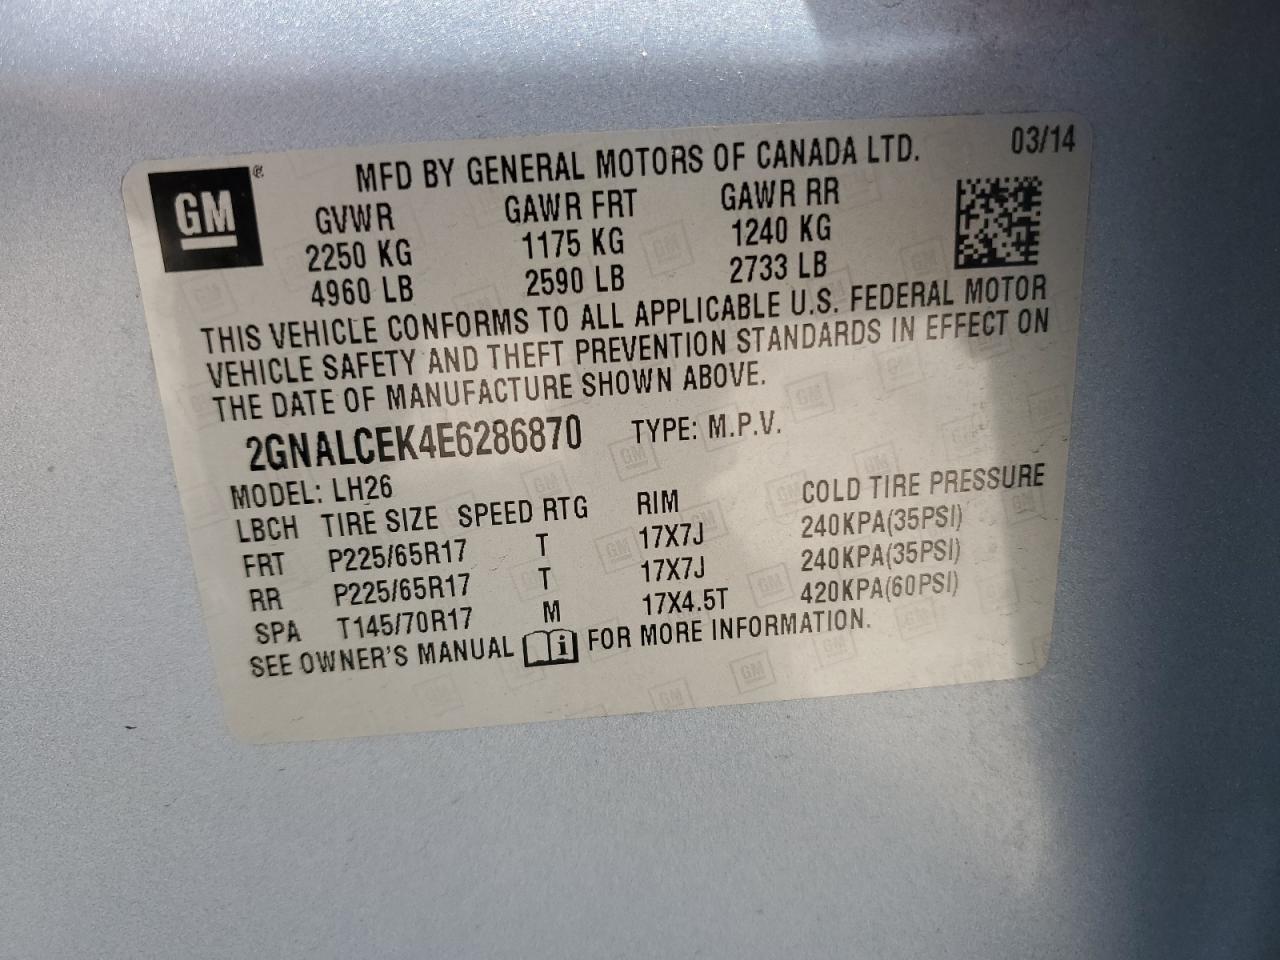 GM ®
MFD BY GENERAL MOTORS OF CANADA LTD. 03/14
GVWR GAWR FRT GAWR RR
2250 KG 1175 KG 1240 KG
4960 LB 2590 LB 2733 LB
THIS VEHICLE CONFORMS TO ALL APPLICABLE U.S. FEDERAL MOTOR
VEHICLE SAFETY AND THEFT PREVENTION STANDARDS IN EFFECT ON
THE DATE OF MANUFACTURE SHOWN ABOVE.
2GNALCEK4E6286870 TYPE: M.P.V.
MODEL: LH26
LBCH TIRE SIZE SPEED RTG RIM COLD TIRE PRESSURE
FRT P225/65R17 T 17X7J 240KPA(35PSI)
RR P225/65R17 T 17X7J 240KPA(35PSI)
SPA T145/70R17 M 17X4.5T 420KPA(60PSI)
SEE OWNER'S MANUAL i FOR MORE INFORMATION.